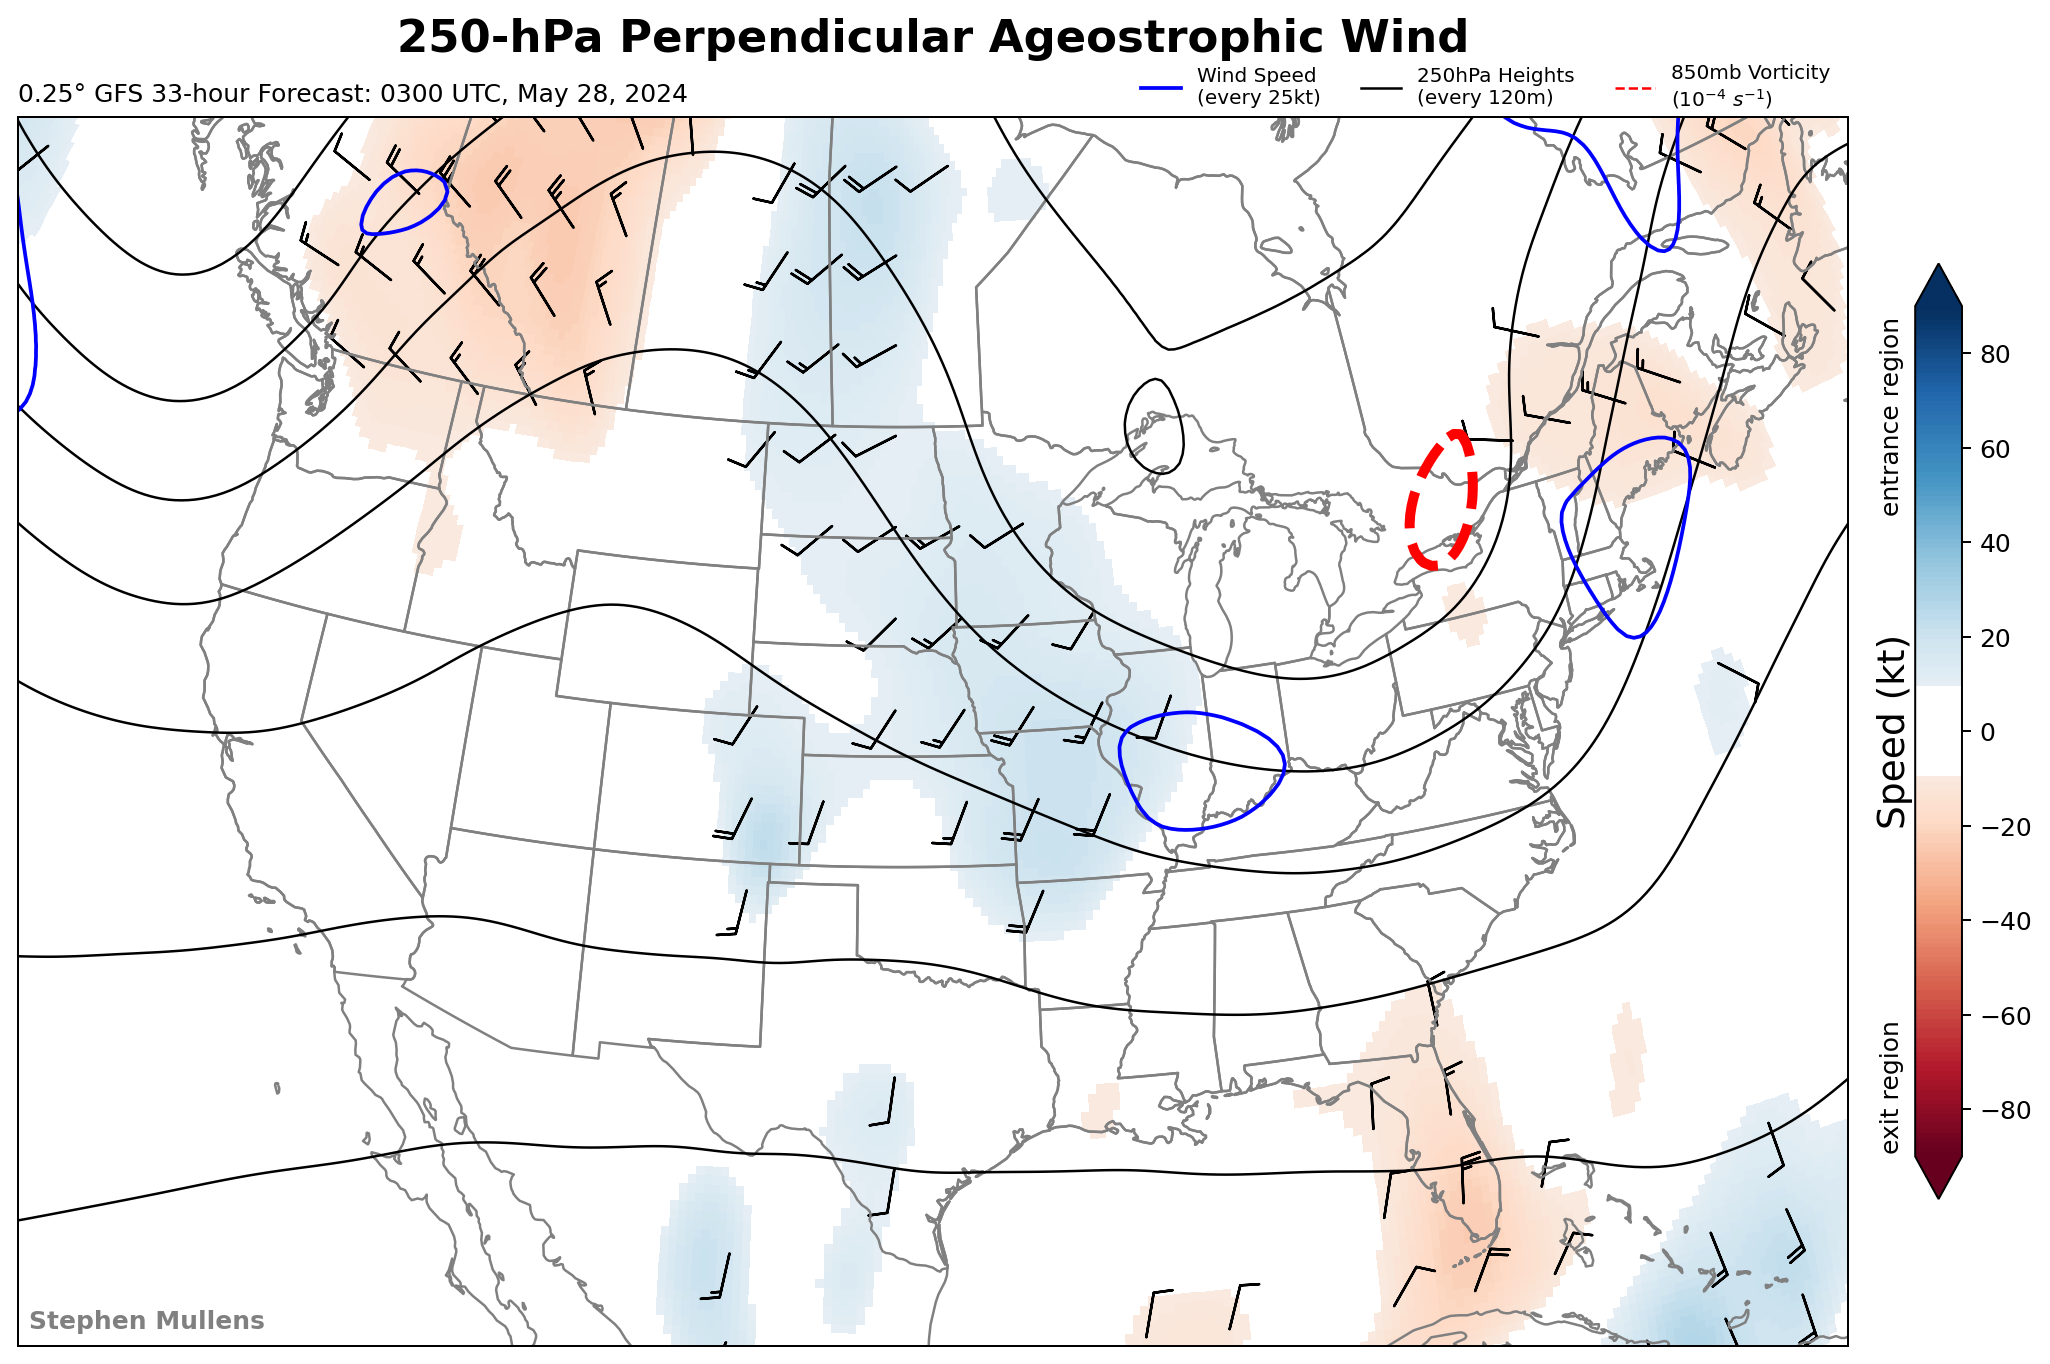 250-hPa Perpendicular Ageostrophic Wind
0.25° GFS 33-hour Forecast: 0300 UTC, May 28, 2024
Wind Speed
(every 25kt)
250hPa Heights
(every 120m)
850mb Vorticity
(10⁻⁴ s⁻¹)
entrance region
Speed (kt)
exit region
80
60
40
20
0
−20
−40
−60
−80
Stephen Mullens